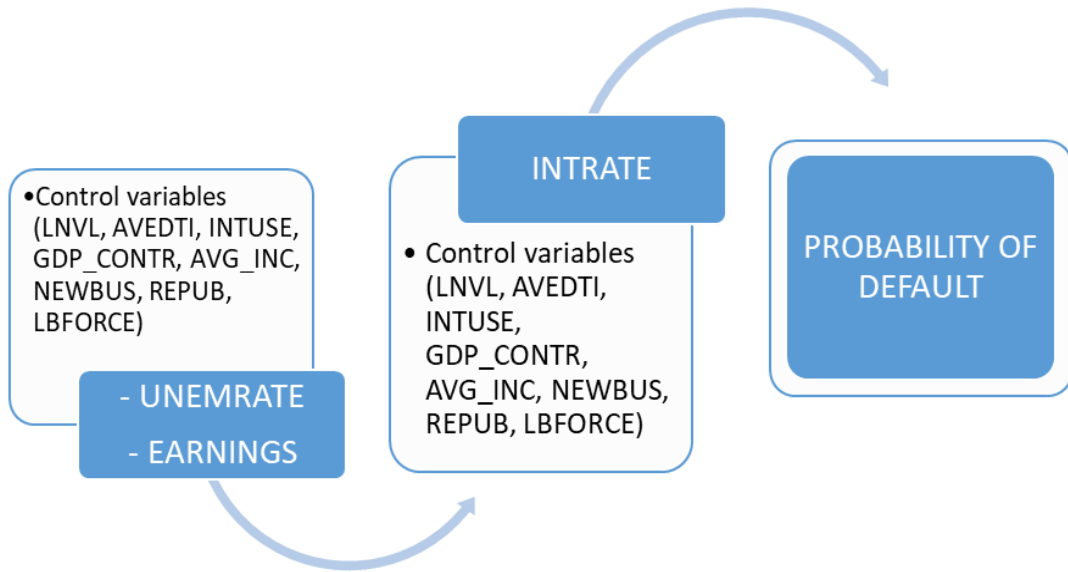 •Control variables
(LNVL, AVEDTI, INTUSE,
GDP_CONTR, AVG_INC,
NEWBUS, REPUB,
LBFORCE)
- UNEMRATE
- EARNINGS
INTRATE
• Control variables
(LNVL, AVEDTI,
INTUSE,
GDP_CONTR,
AVG_INC, NEWBUS,
REPUB, LBFORCE)
PROBABILITY OF
DEFAULT